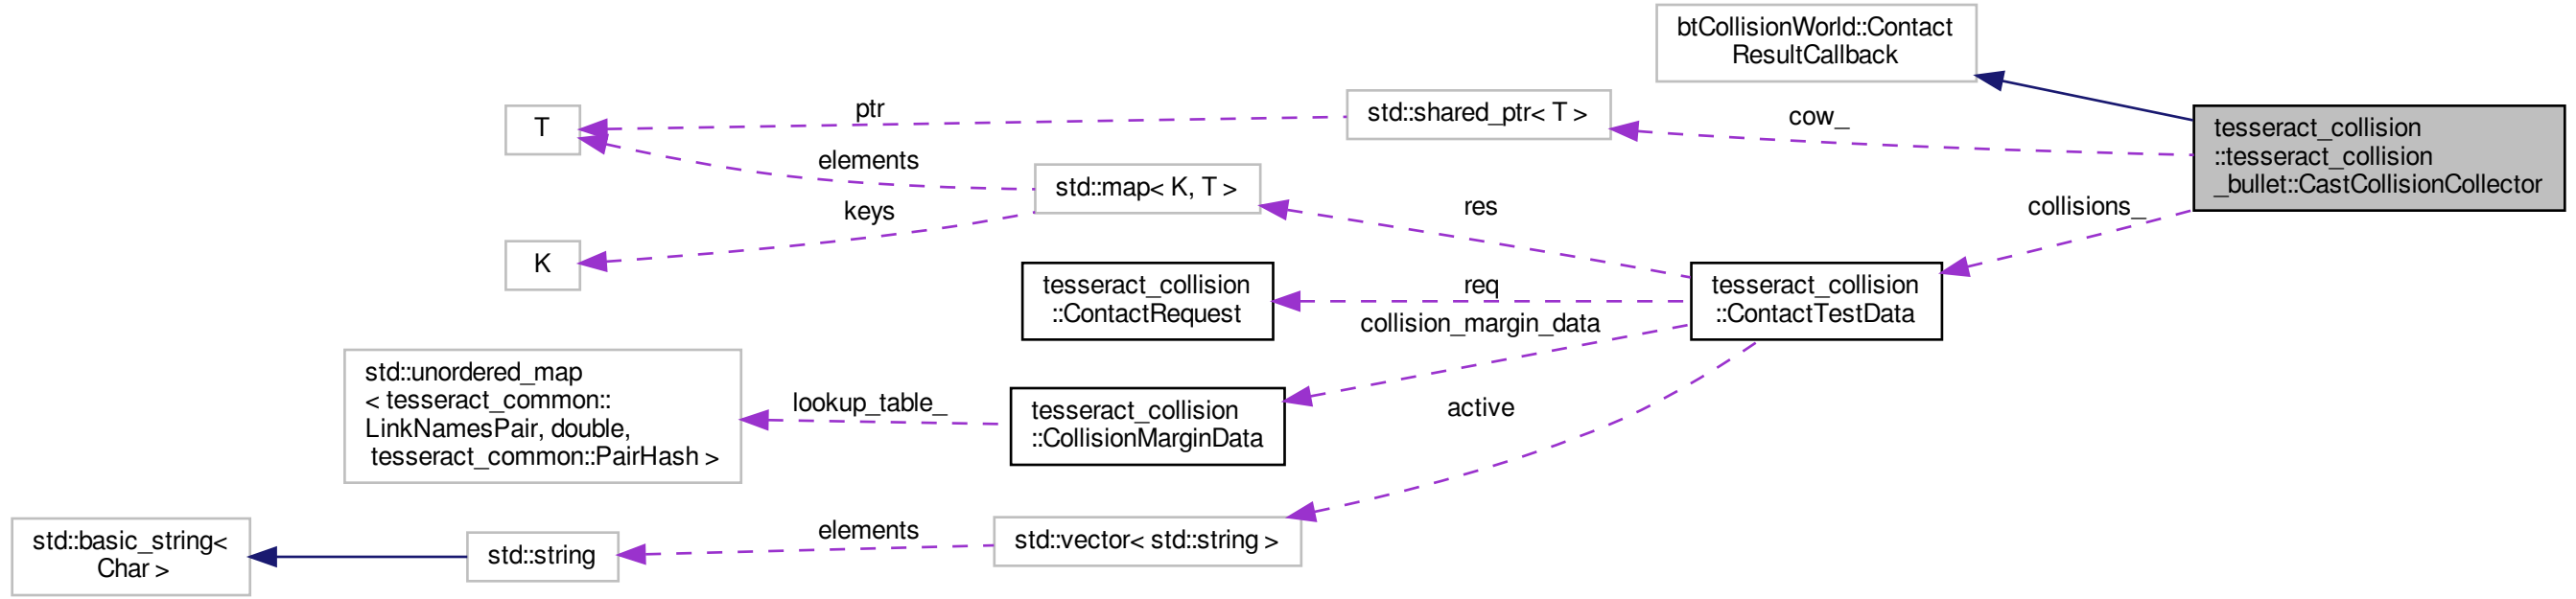 btCollisionWorld::Contact
ResultCallback
T
ptr
std::shared_ptr< T >
cow_
tesseract_collision
::tesseract_collision
_bullet::CastCollisionCollector
elements
std::map< K, T >
keys
res
collisions_
K
tesseract_collision
::ContactRequest
req
tesseract_collision
::ContactTestData
collision_margin_data
std::unordered_map
< tesseract_common::
LinkNamesPair, double,
tesseract_common::PairHash >
lookup_table_
tesseract_collision
::CollisionMarginData
active
std::basic_string<
Char >
std::string
elements
std::vector< std::string >